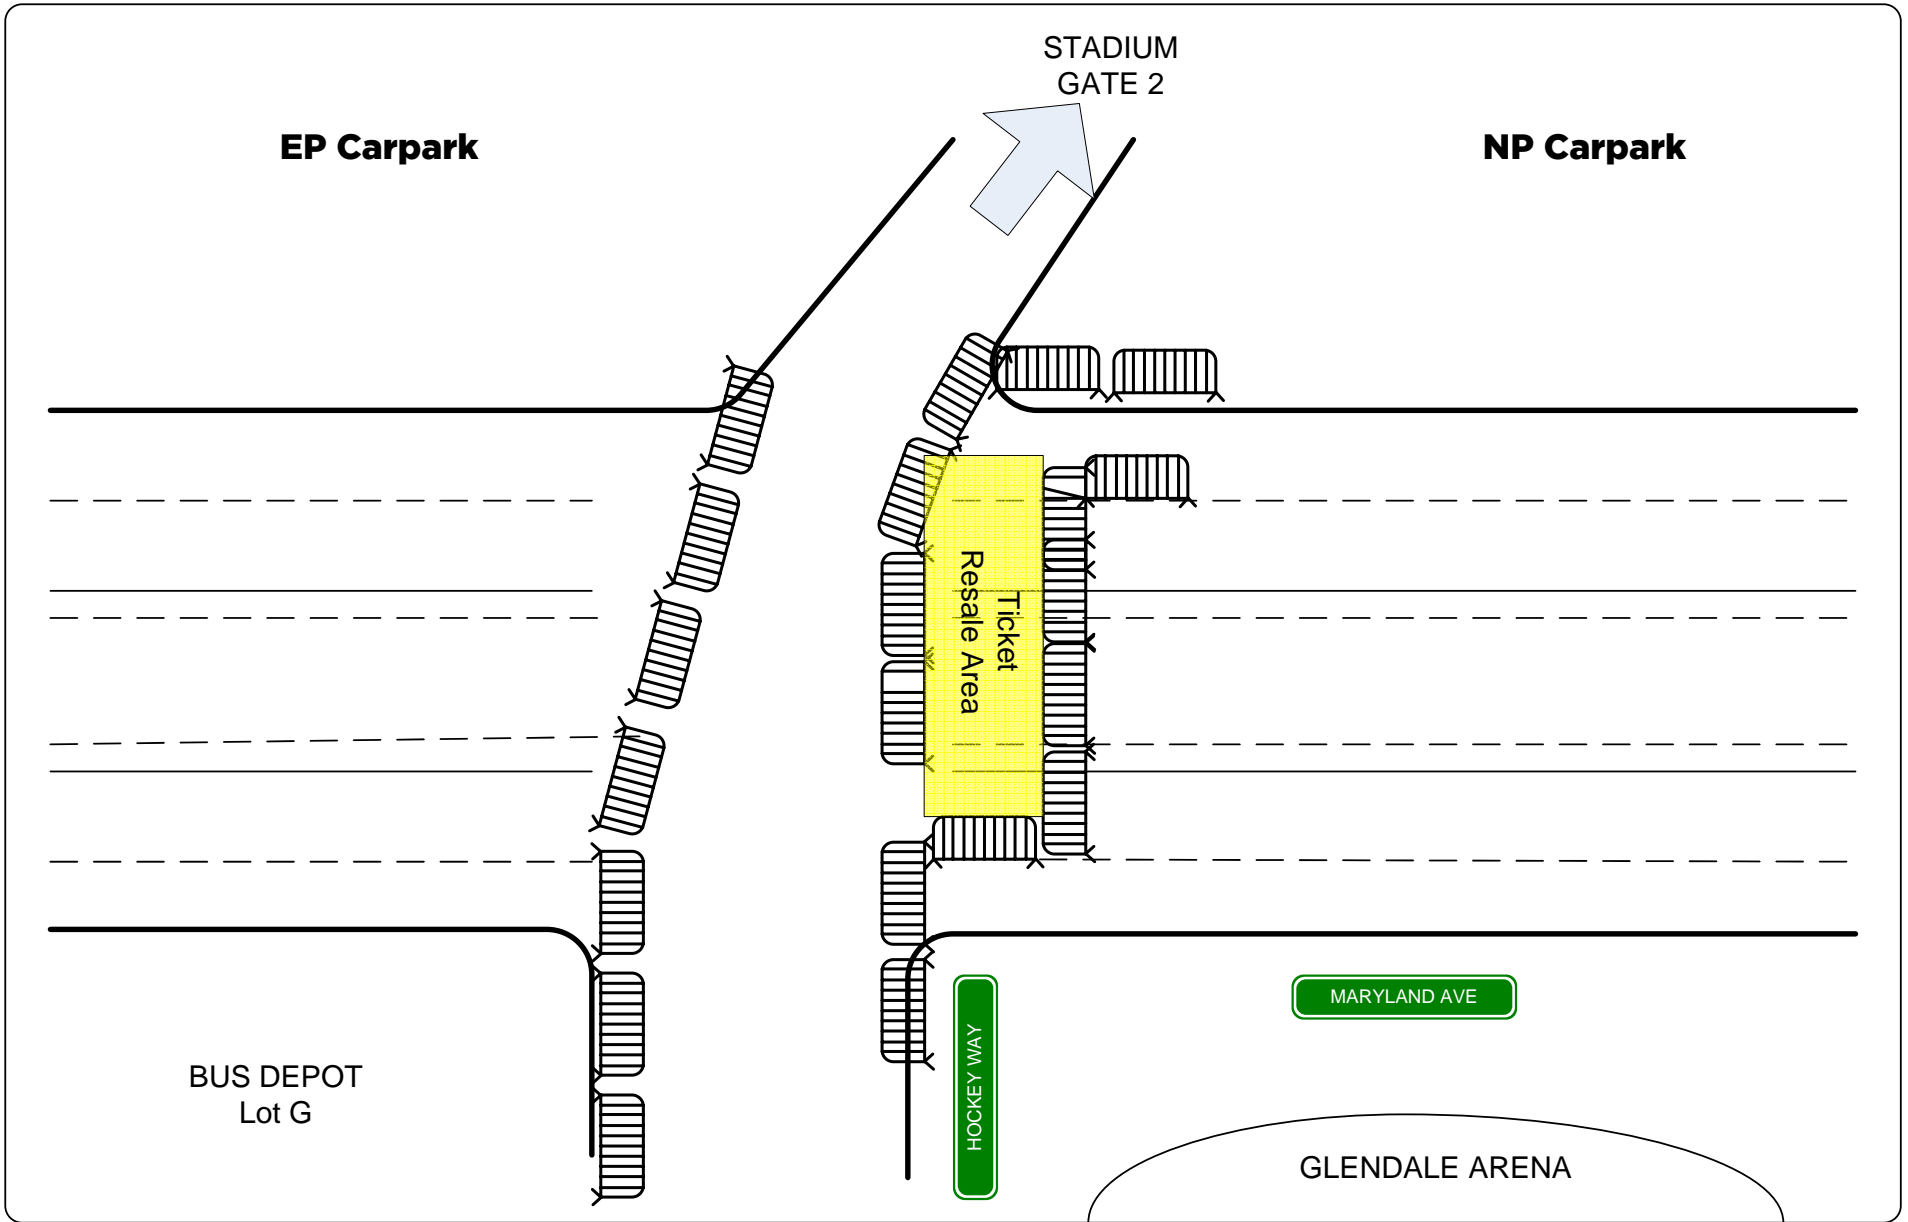 STADIUM
GATE 2
EP Carpark
NP Carpark
Ticket
Resale Area
MARYLAND AVE
HOCKEY WAY
BUS DEPOT
Lot G
GLENDALE ARENA